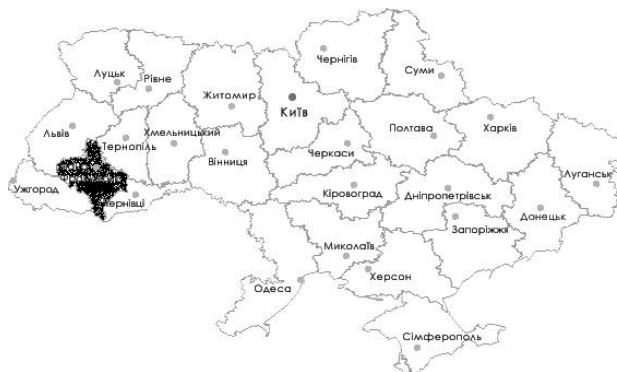 Чернігів
Луцьк
Рівне
Суми
Житомир
Київ
Львів
Тернопіль
Хмельницький
Полтава
Харків
Вінниця
Черкаси
Луганськ
Ужгород
Кіровоград
Дніпропетрівськ
Чернівці
Донецьк
Запоріжжя
Миколаїв
Херсон
Одеса
Сімферополь